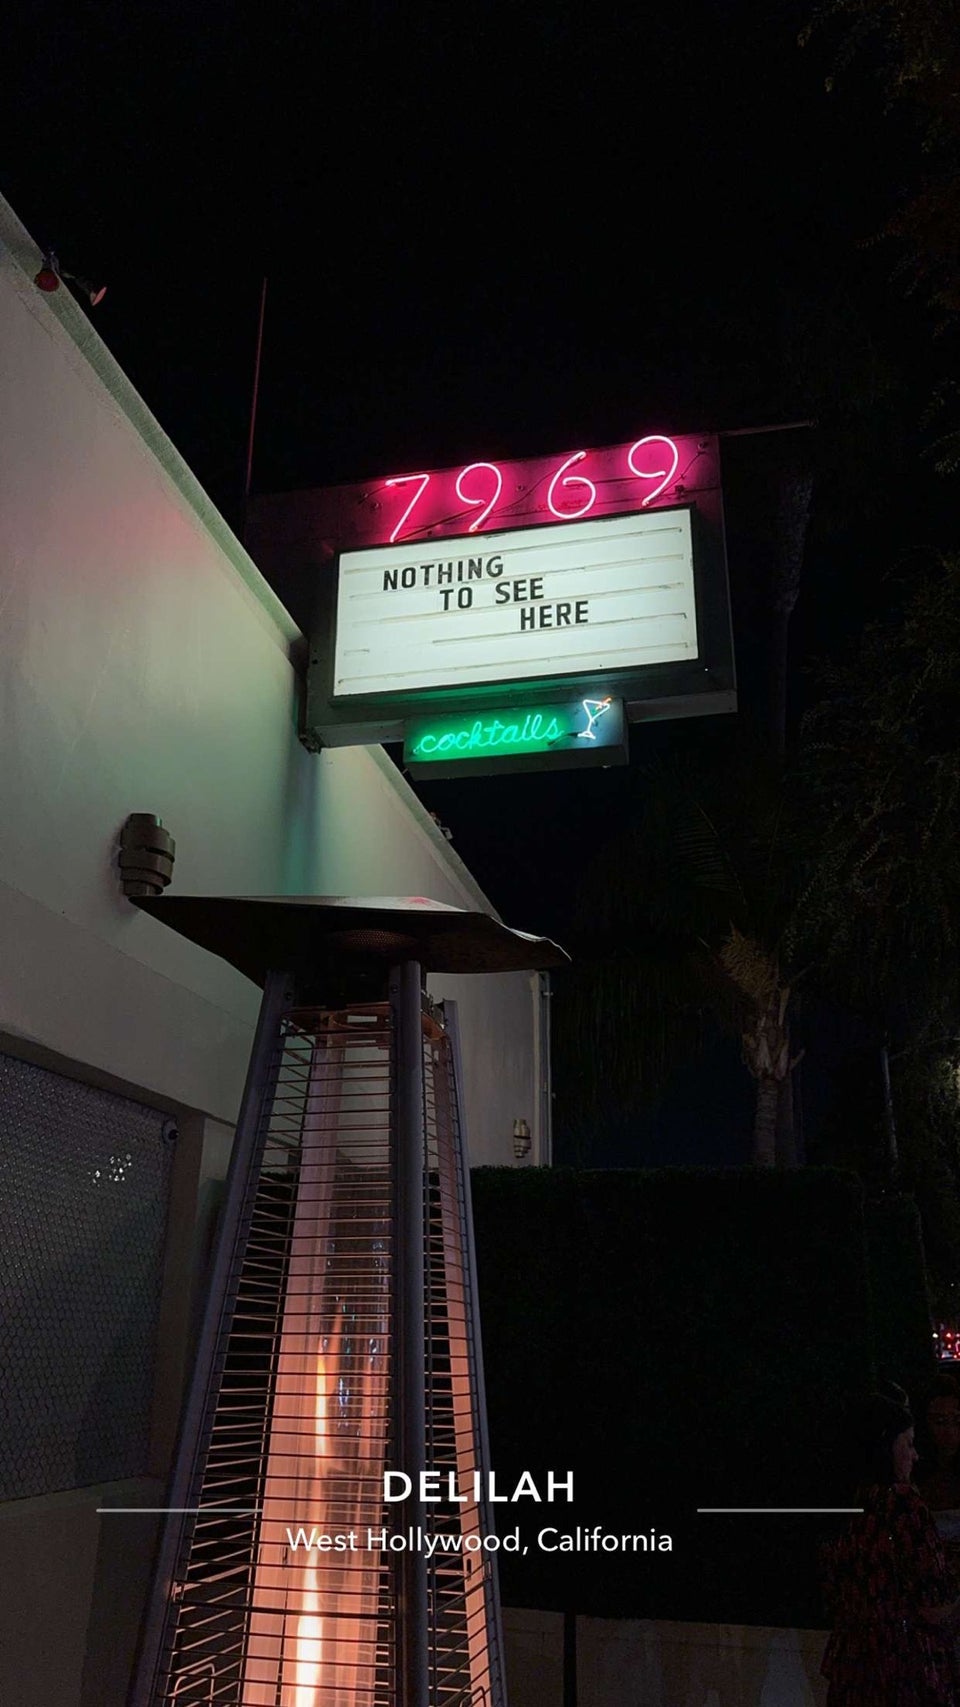 7969
NOTHING
TO SEE
HERE
cocktails
DELILAH
West Hollywood, California